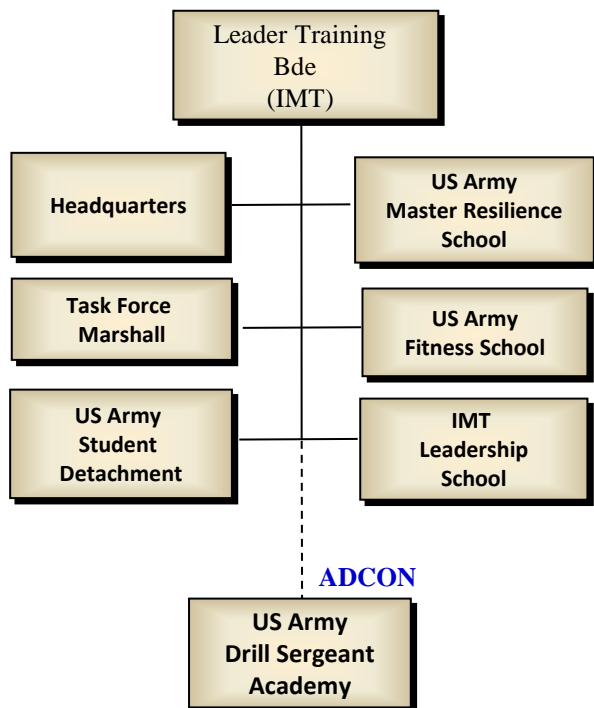 Leader Training
Bde
(IMT)
Headquarters
US Army
Master Resilience
School
Task Force
Marshall
US Army
Fitness School
US Army
Student
Detachment
IMT
Leadership
School
ADCON
US Army
Drill Sergeant
Academy